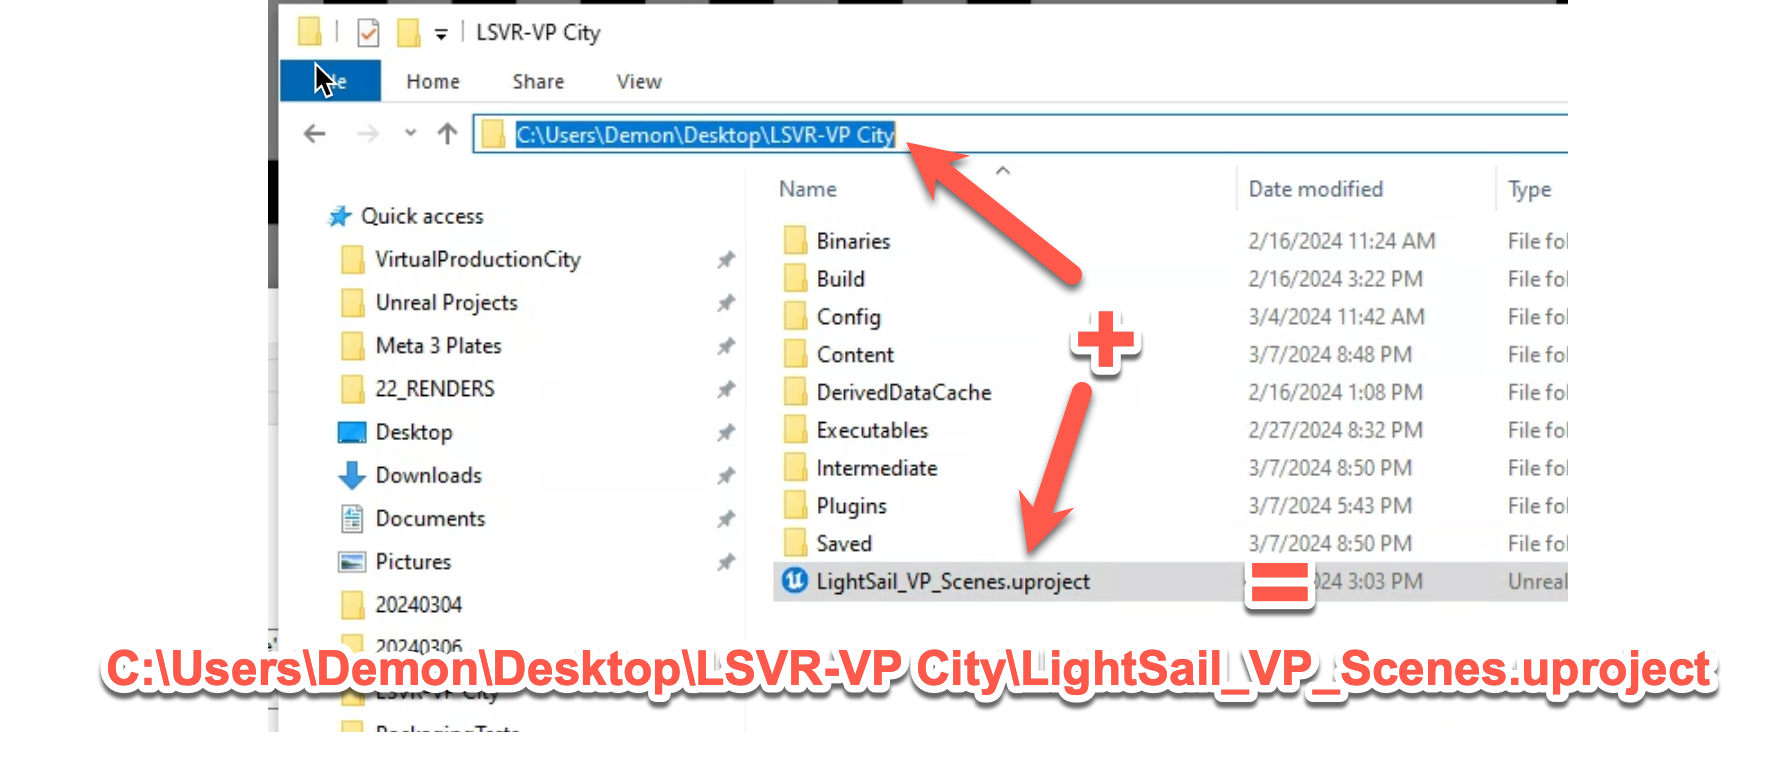 LSVR-VP City
Home Share View
C:\Users\Demon\Desktop\LSVR-VP City
Name Date modified Type
Quick access
VirtualProductionCity
Unreal Projects
Meta 3 Plates
22_RENDERS
Desktop
Downloads
Documents
Pictures
20240304
20240306
LSVR-VP City
Binaries 2/16/2024 11:24 AM File fol
Build 2/16/2024 3:22 PM File fol
Config 3/4/2024 11:42 AM File fol
Content 3/7/2024 8:48 PM File fol
DerivedDataCache 2/16/2024 1:08 PM File fol
Executables 2/27/2024 8:32 PM File fol
Intermediate 3/7/2024 8:50 PM File fol
Plugins 3/7/2024 5:43 PM File fol
Saved 3/7/2024 8:50 PM File fol
LightSail_VP_Scenes.uproject 24 3:03 PM Unreal
+
=
C:\Users\Demon\Desktop\LSVR-VP City\LightSail_VP_Scenes.uproject